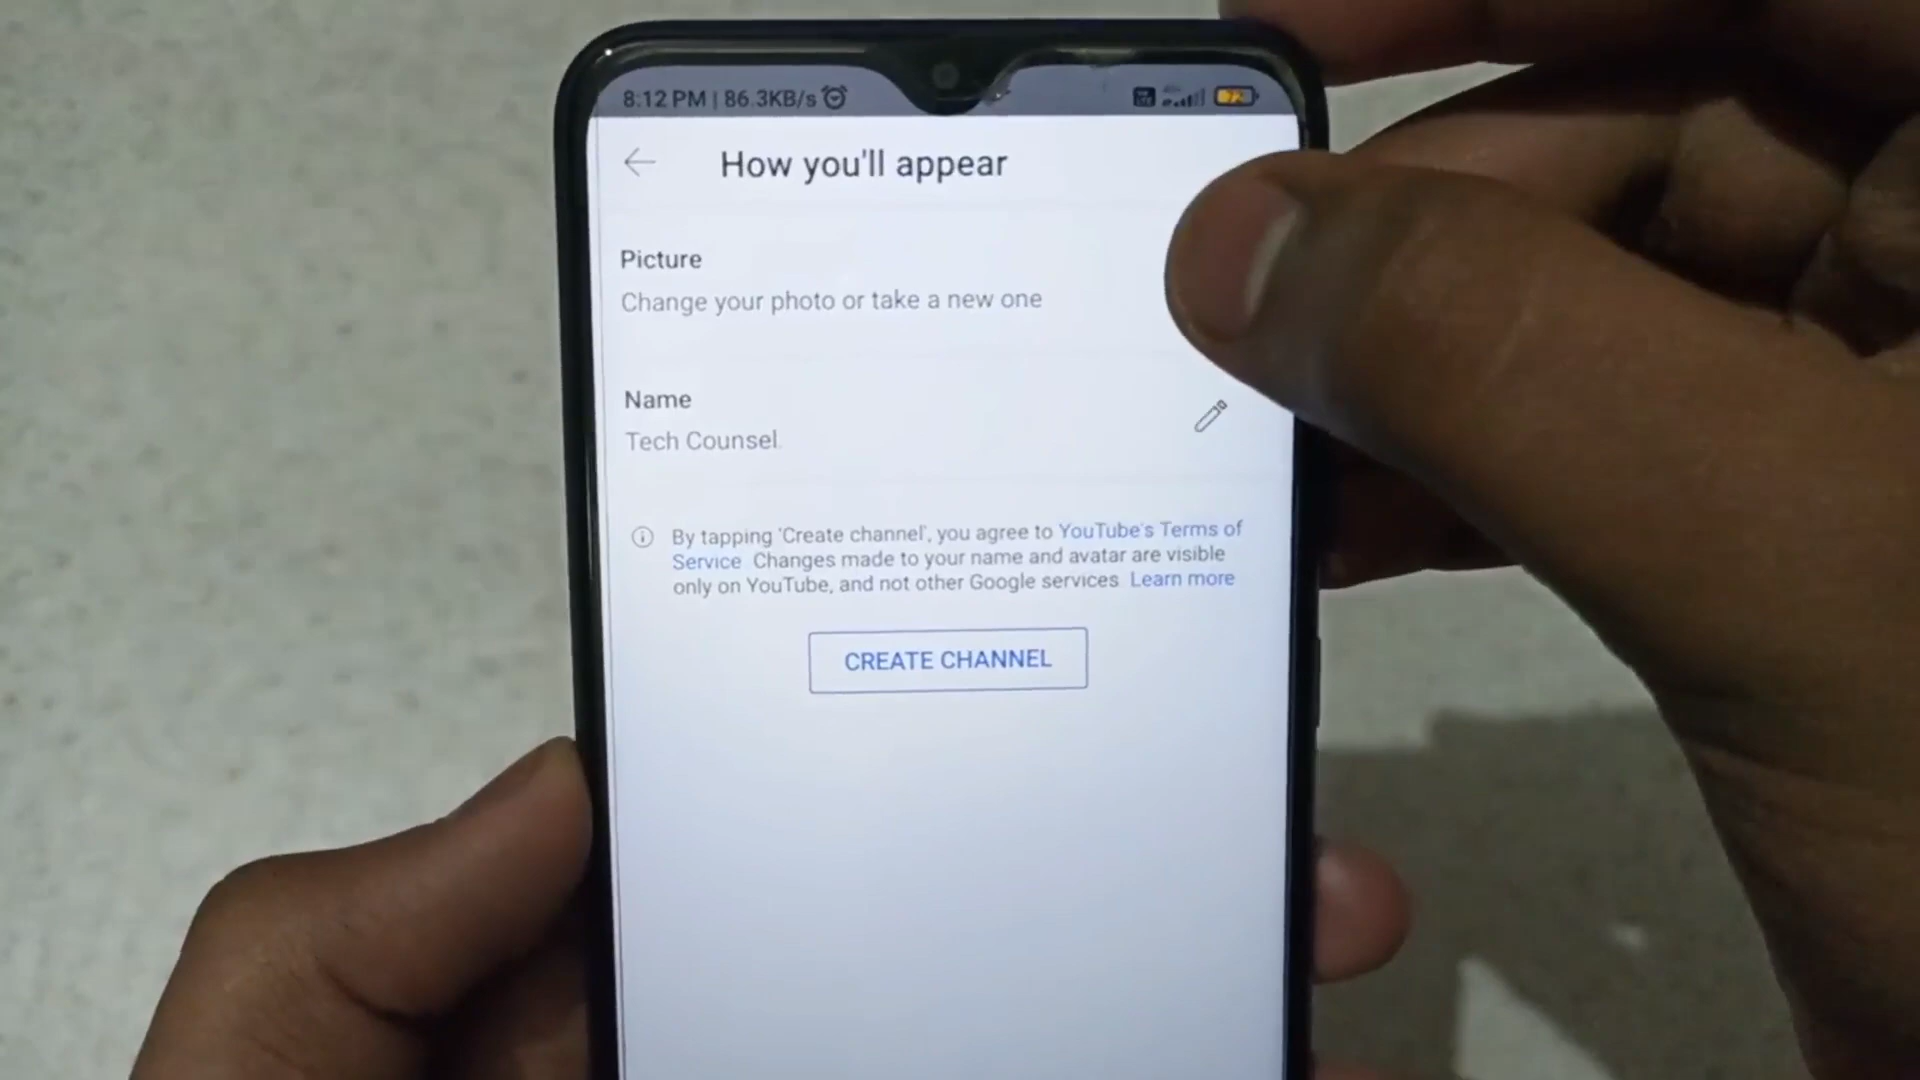 8:12 PM | 86.3KB/s 72
How you'll appear
Picture
Change your photo or take a new one
Name
Tech Counsel
By tapping 'Create channel', you agree to YouTube's Terms of
Service Changes made to your name and avatar are visible
only on YouTube, and not other Google services Learn more
CREATE CHANNEL